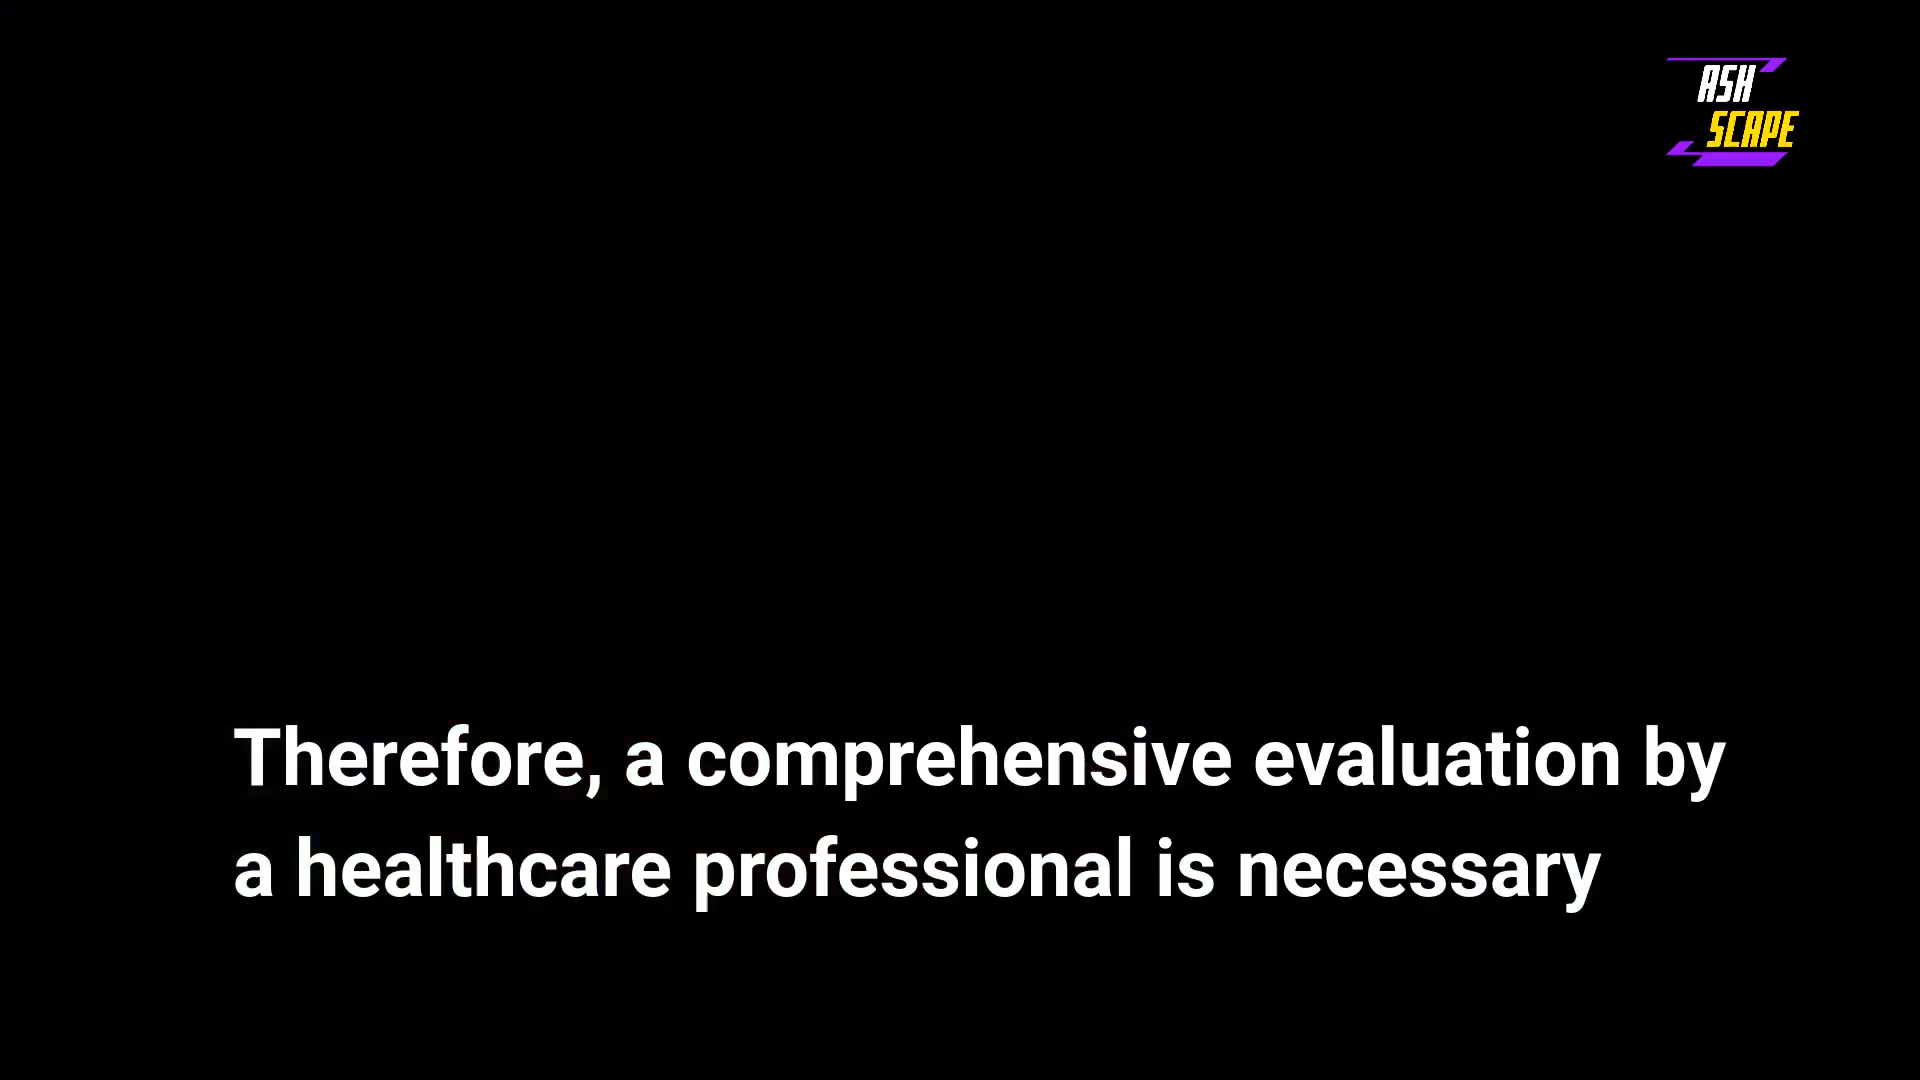 ASH
SCAPE
Therefore, a comprehensive evaluation by
a healthcare professional is necessary